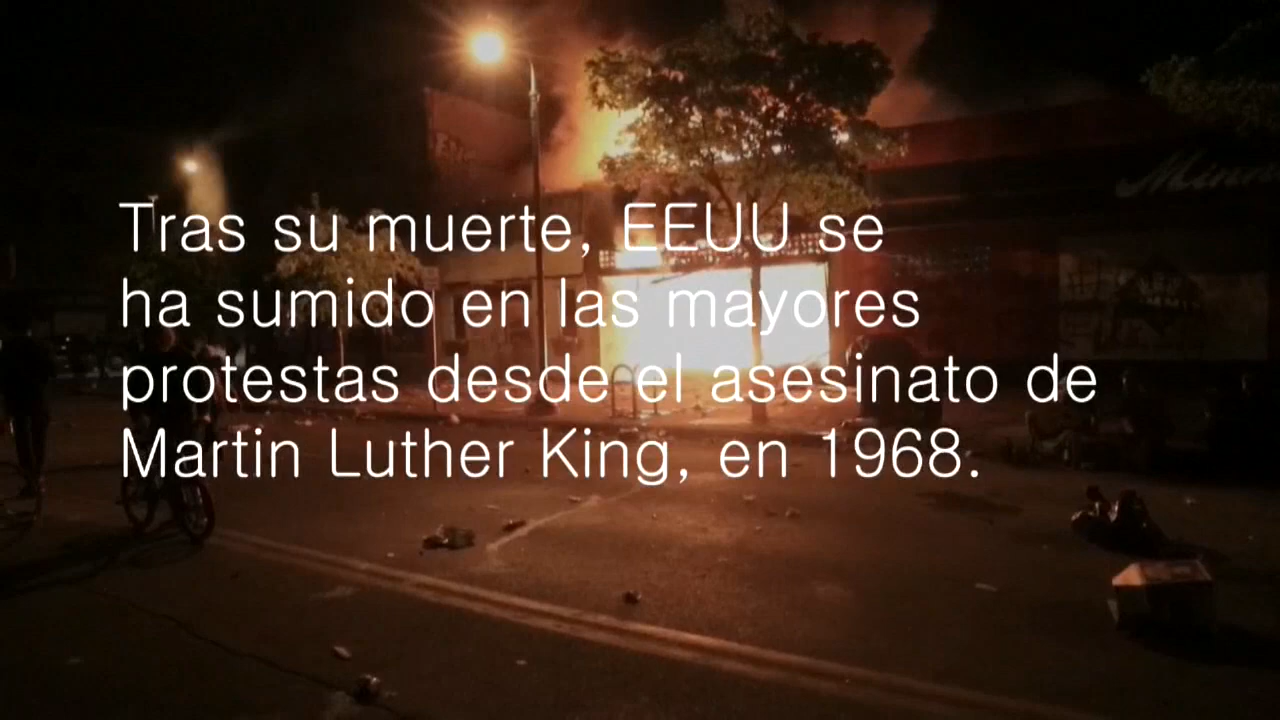 Tras su muerte, EEUU se
ha sumido en las mayores
protestas desde el asesinato de
Martin Luther King, en 1968.